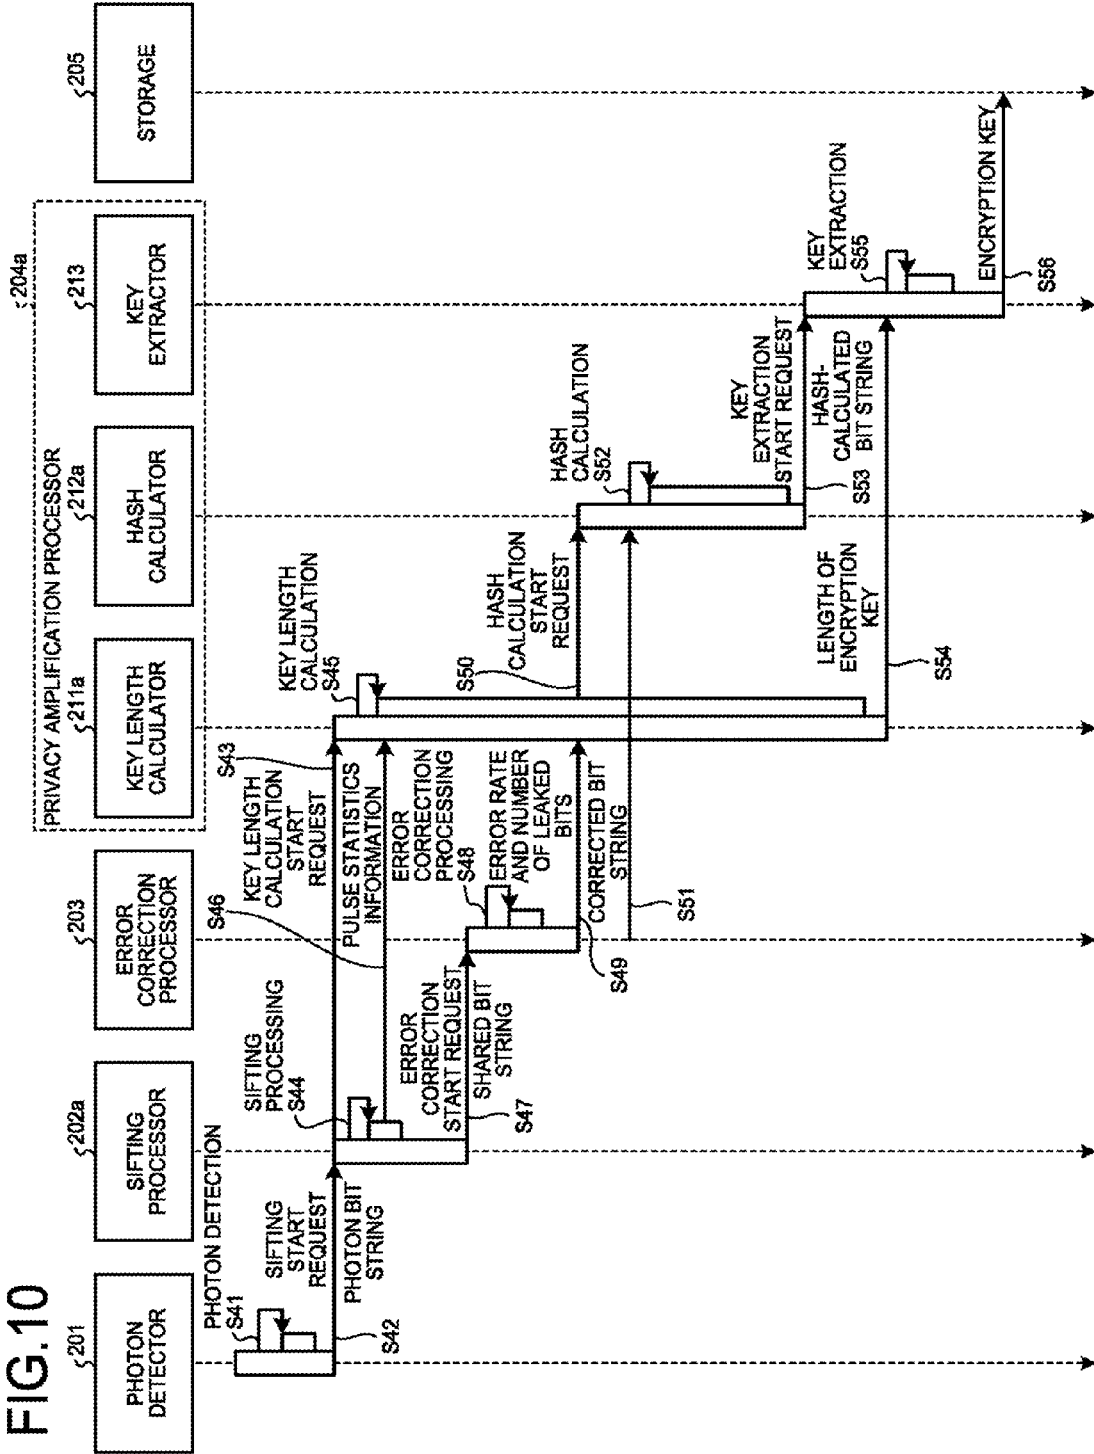 FIG.10
201
PHOTON
DETECTOR
202a
SIFTING
PROCESSOR
203
ERROR
CORRECTION
PROCESSOR
204a
PRIVACY AMPLIFICATION PROCESSOR
211a
KEY LENGTH
CALCULATOR
212a
HASH
CALCULATOR
213
KEY
EXTRACTOR
205
STORAGE
PHOTON DETECTION
S41
SIFTING
START
REQUEST
PHOTON BIT
STRING
S42
SIFTING
PROCESSING
S44
KEY LENGTH
CALCULATION
START
REQUEST
S43
KEY LENGTH
CALCULATION
S45
PULSE STATISTICS
INFORMATION
S46
ERROR
CORRECTION
START REQUEST
SHARED BIT
STRING
S47
ERROR
CORRECTION
PROCESSING
S48
ERROR RATE
AND NUMBER
OF LEAKED
BITS
S49
HASH
CALCULATION
START
REQUEST
S50
CORRECTED BIT
STRING
S51
HASH
CALCULATION
S52
KEY
EXTRACTION
START REQUEST
HASH-
CALCULATED
BIT STRING
S53
LENGTH OF
ENCRYPTION
KEY
S54
KEY
EXTRACTION
S55
ENCRYPTION KEY
S56